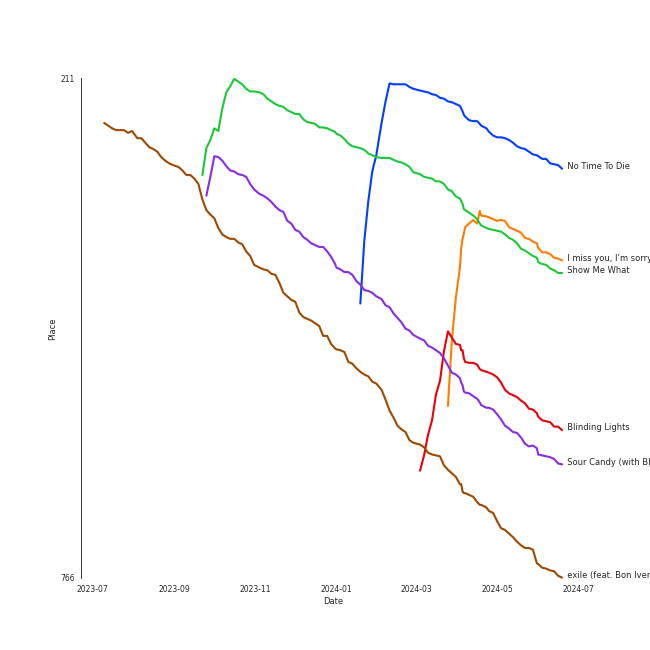 211
No Time To Die
I miss you, I'm sorry
Show Me What
Place
Blinding Lights
Sour Candy (with Bl
exile (feat. Bon Iver
766
2023-07 2023-09 2023-11 2024-01 2024-03 2024-05 2024-07
Date